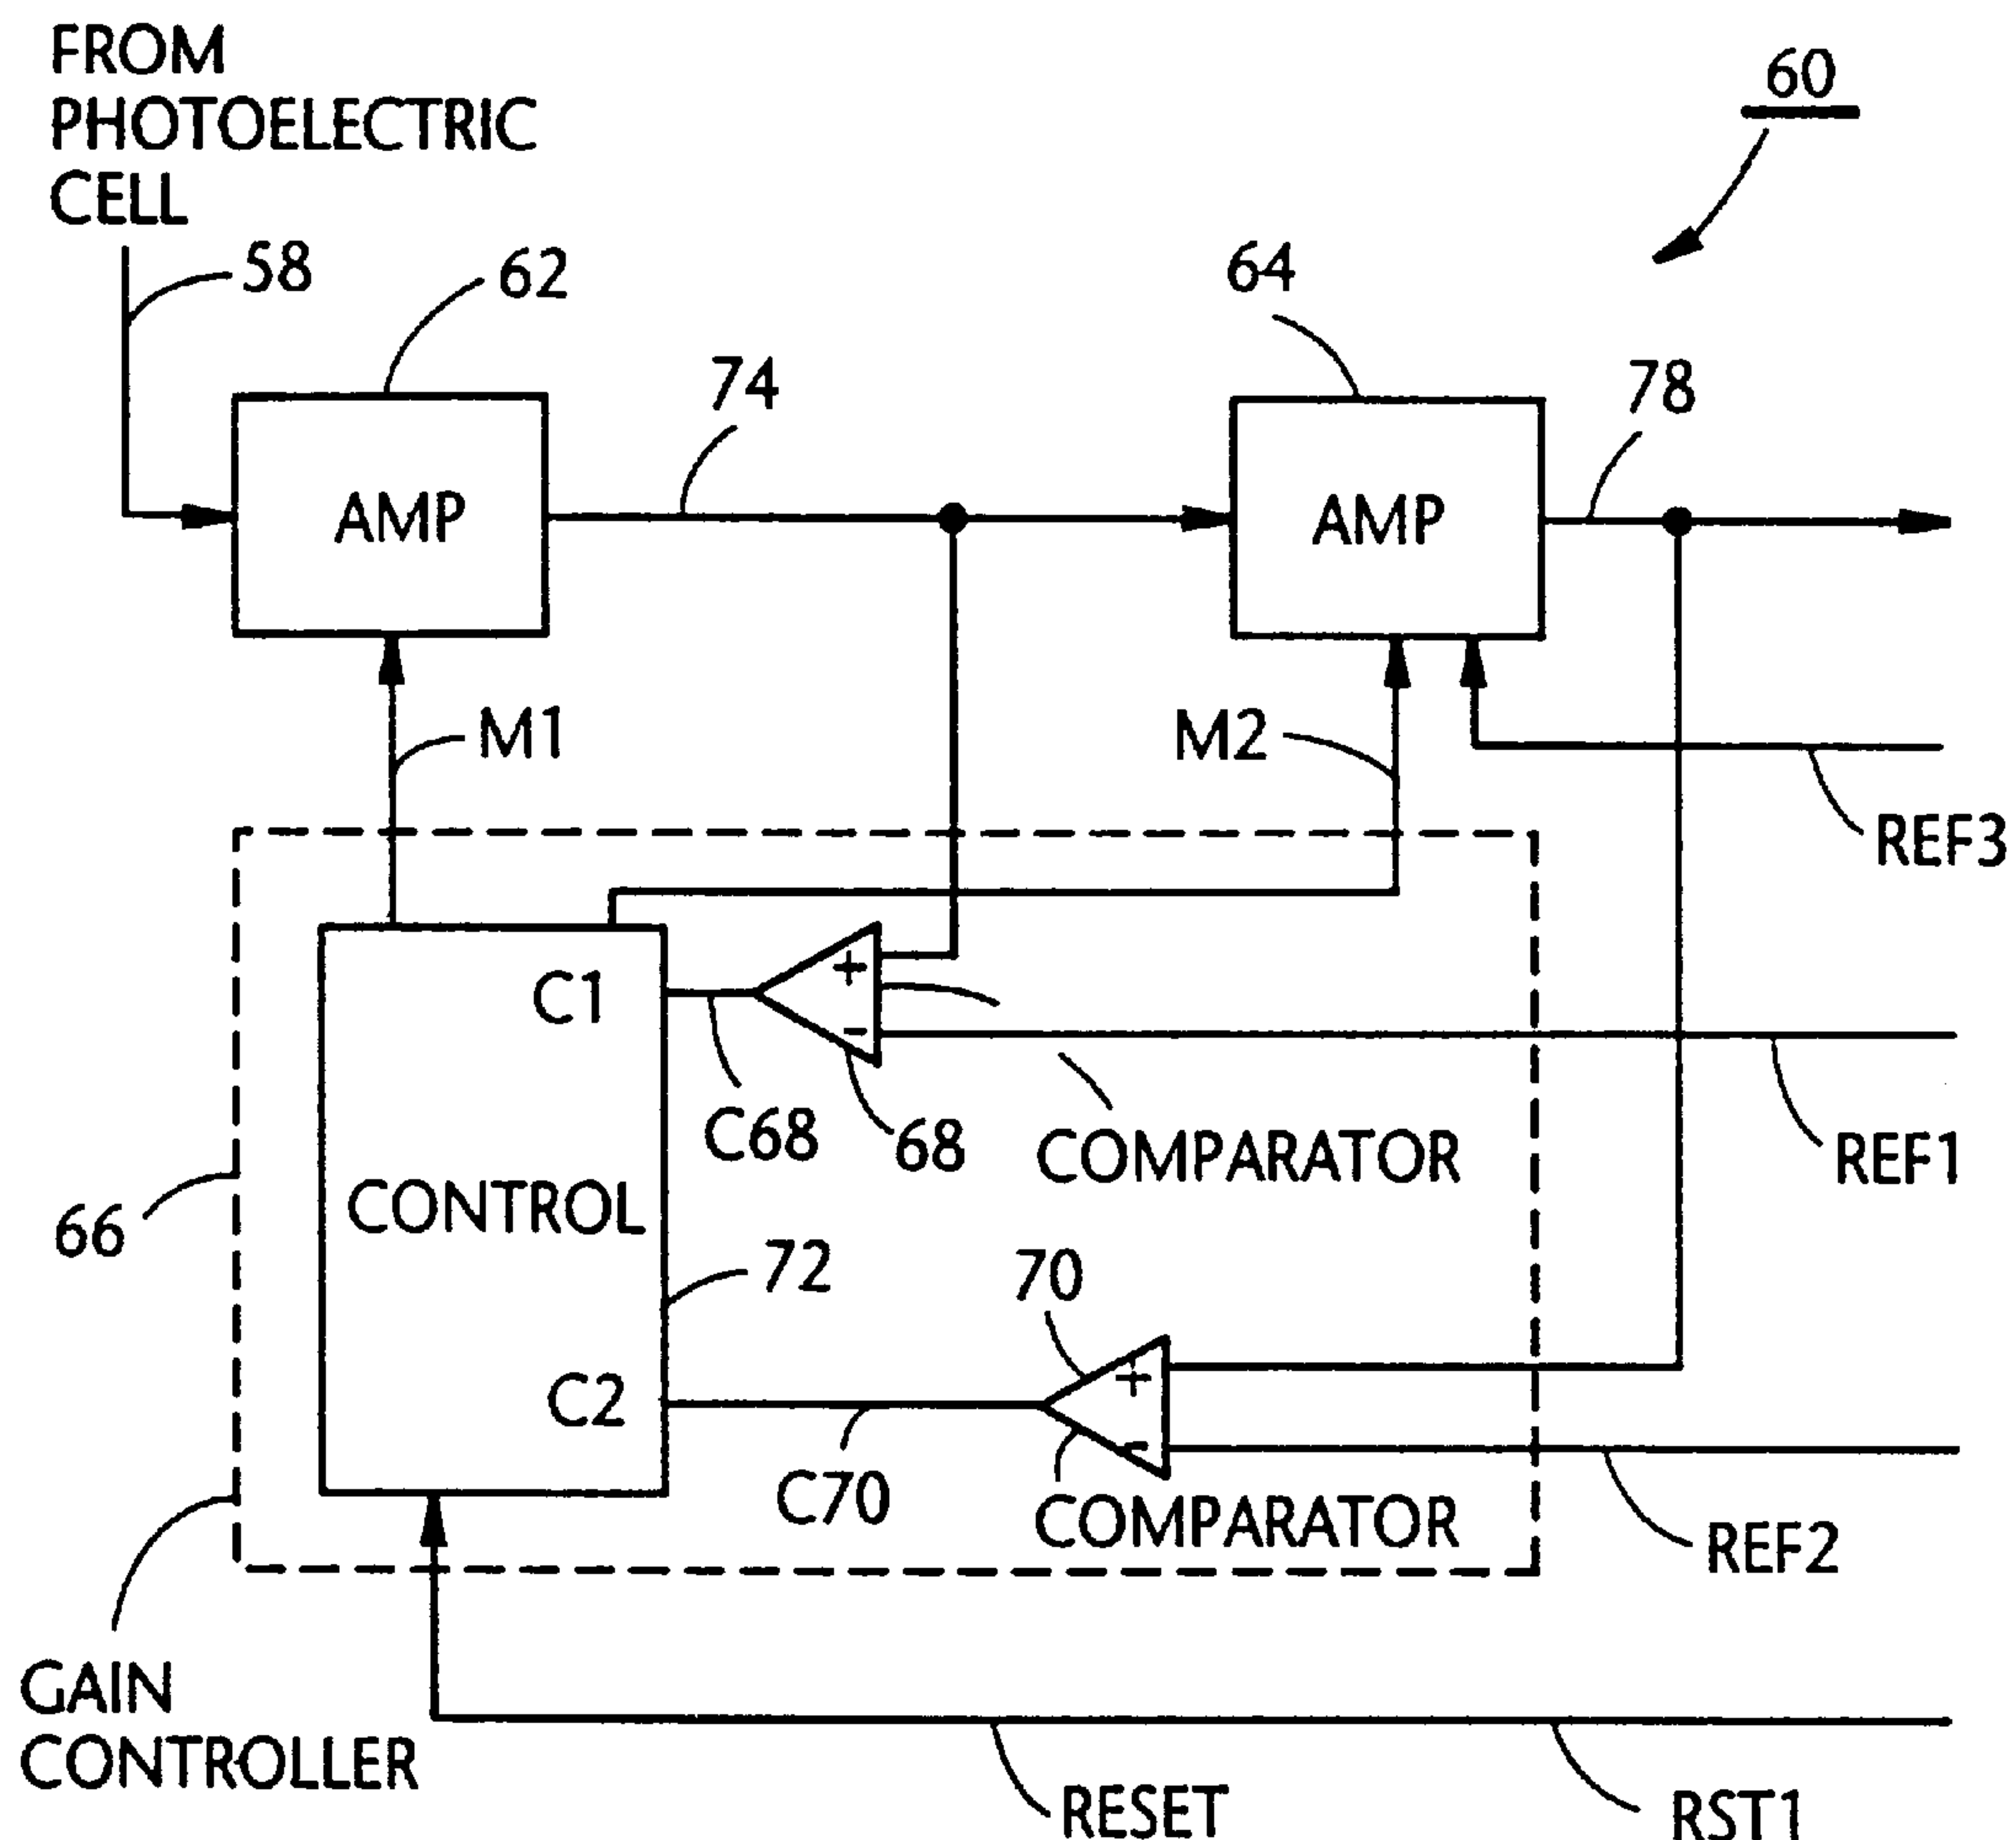 FROM
PHOTOELECTRIC
CELL
60
58
62
64
74
78
AMP
AMP
M1
M2
REF3
C1
+
-
C68
68
COMPARATOR
REF1
CONTROL
66
72
70
+
-
C2
C70
COMPARATOR
REF2
GAIN
CONTROLLER
RESET
RST1